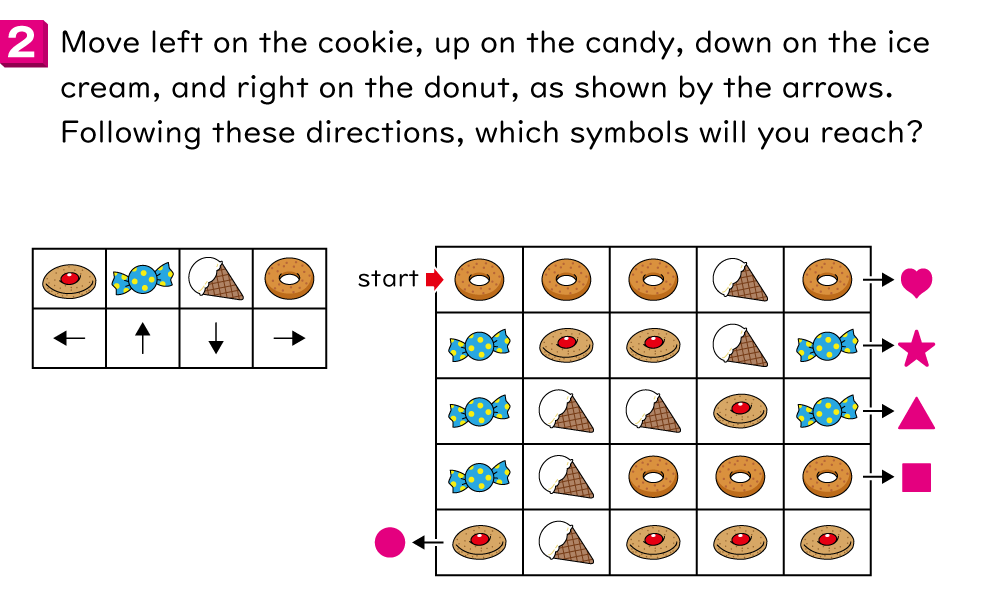 2 Move left on the cookie, up on the candy, down on the ice
cream, and right on the donut, as shown by the arrows.
Following these directions, which symbols will you reach?
start